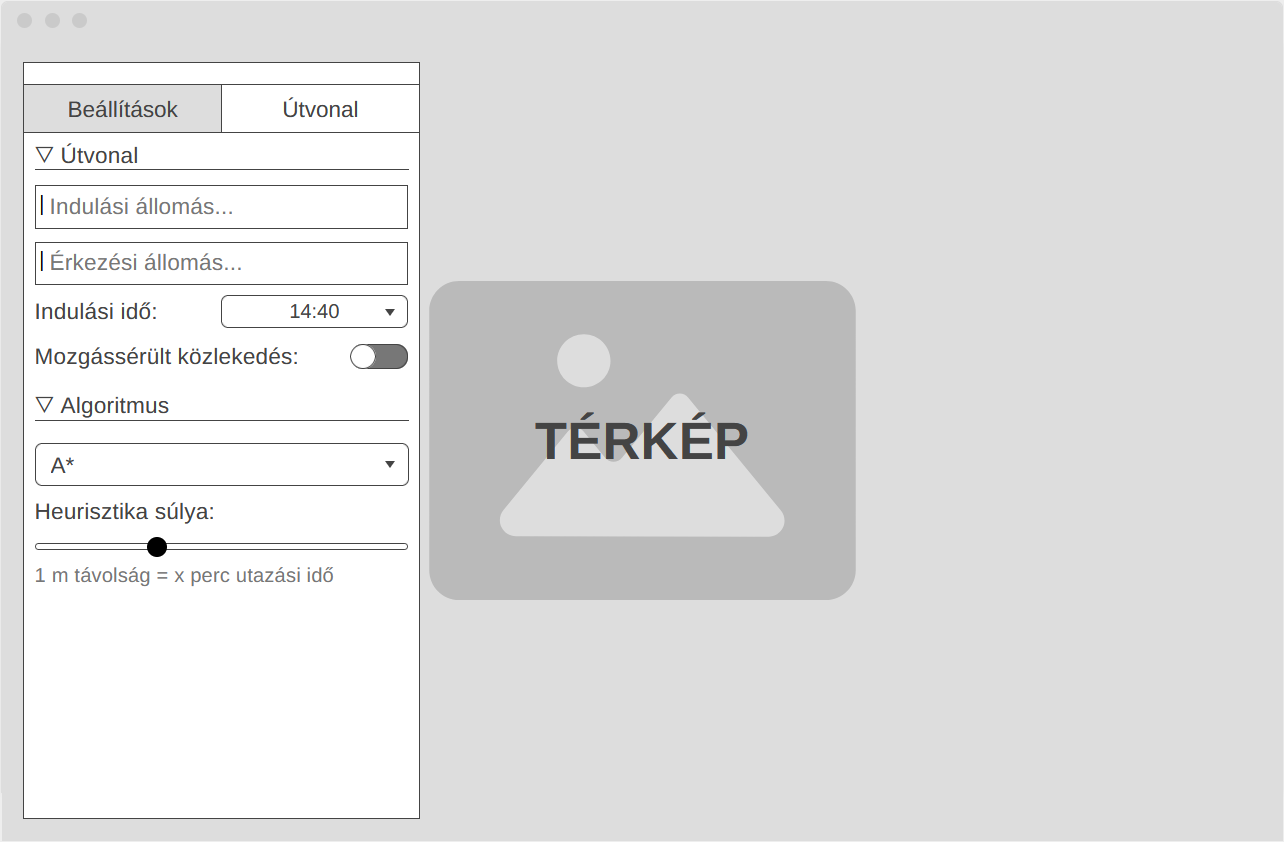 Beállítások
Útvonal
▽ Útvonal
Indulási állomás...
Érkezési állomás...
Indulási idő:
14:40
Mozgássérült közlekedés:
▽ Algoritmus
A*
Heurisztika súlya:
1 m távolság = x perc utazási idő
TÉRKÉP